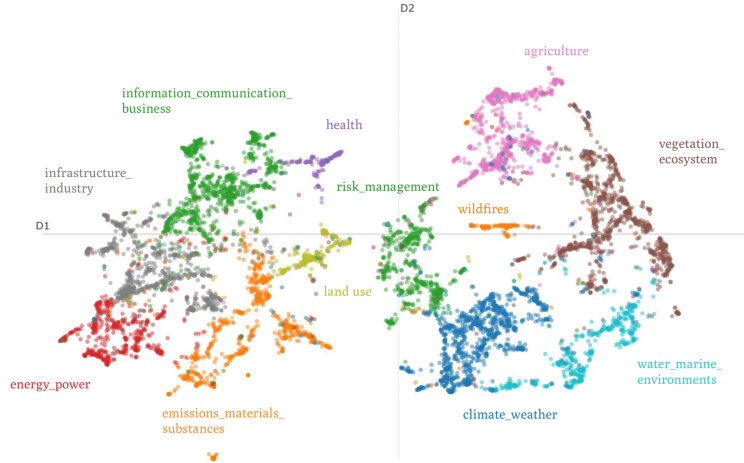 D2
agriculture
information_communication_
business
health
vegetation_
ecosystem
infrastructure_
industry
risk_management
wildfires
D1
land use
energy_power
water_marine_
environments
emissions_materials_
substances
climate_weather